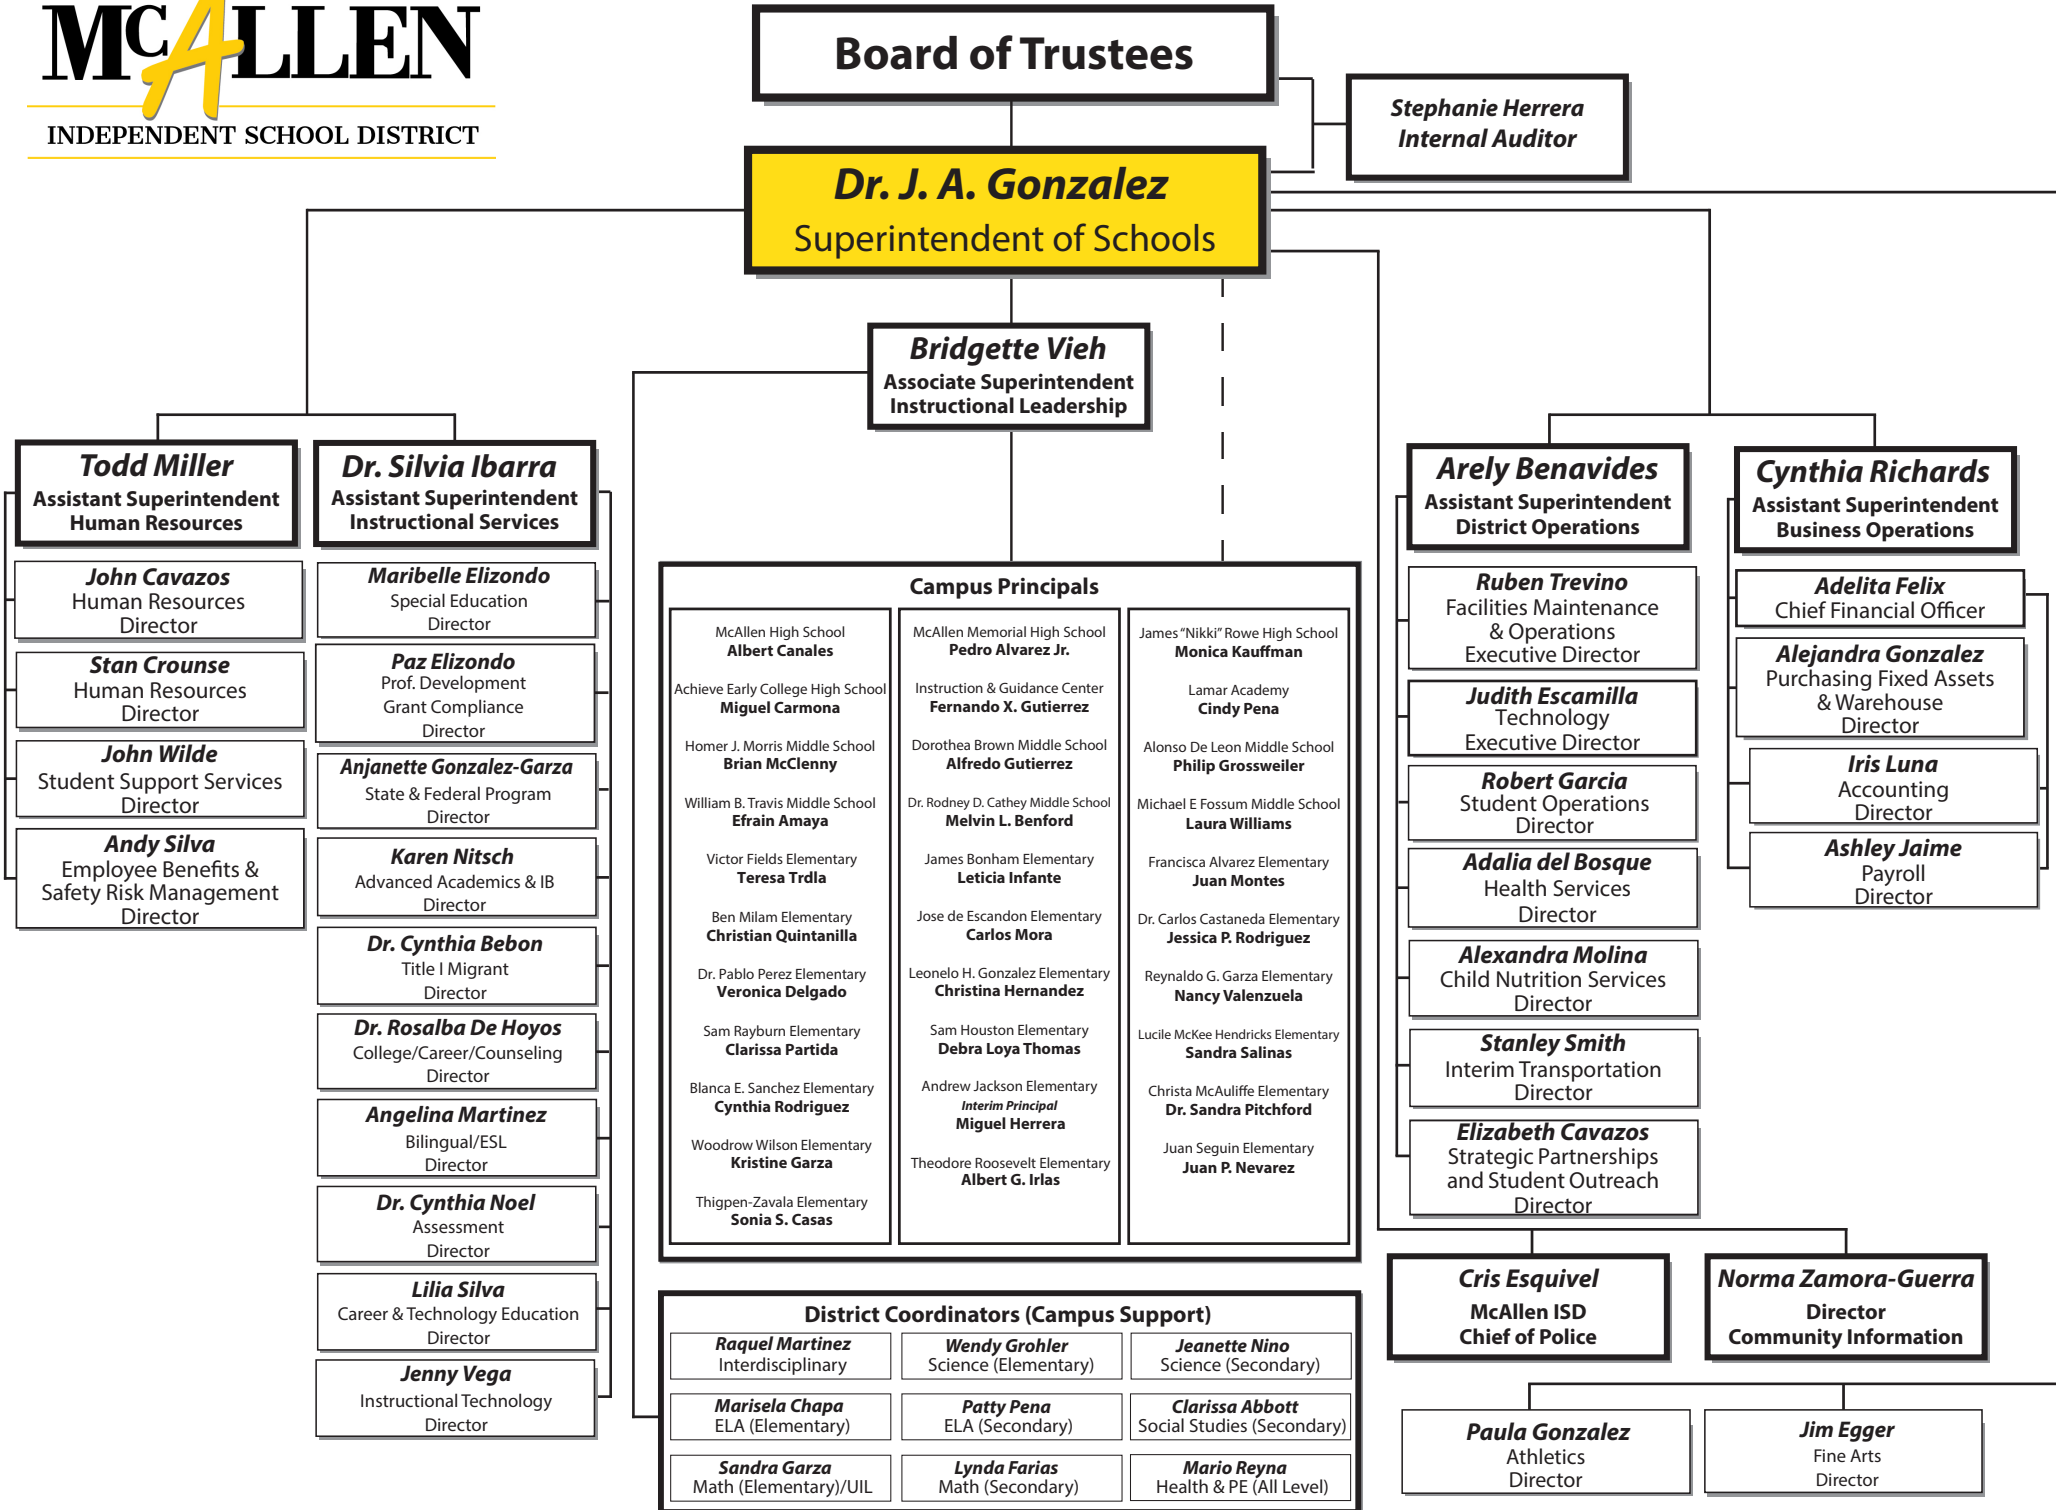 McALLEN
INDEPENDENT SCHOOL DISTRICT
Board of Trustees
Stephanie Herrera
Internal Auditor
Dr. J. A. Gonzalez
Superintendent of Schools
Bridgette Vieh
Associate Superintendent
Instructional Leadership
Todd Miller
Assistant Superintendent
Human Resources
John Cavazos
Human Resources
Director
Stan Crounse
Human Resources
Director
John Wilde
Student Support Services
Director
Andy Silva
Employee Benefits &
Safety Risk Management
Director
Dr. Silvia Ibarra
Assistant Superintendent
Instructional Services
Maribelle Elizondo
Special Education
Director
Paz Elizondo
Prof. Development
Grant Compliance
Director
Anjanette Gonzalez-Garza
State & Federal Program
Director
Karen Nitsch
Advanced Academics & IB
Director
Dr. Cynthia Bebon
Title I Migrant
Director
Dr. Rosalba De Hoyos
College/Career/Counseling
Director
Angelina Martinez
Bilingual/ESL
Director
Dr. Cynthia Noel
Assessment
Director
Lilia Silva
Career & Technology Education
Director
Jenny Vega
Instructional Technology
Director
Campus Principals
McAllen High School
Albert Canales
Achieve Early College High School
Miguel Carmona
Homer J. Morris Middle School
Brian McClenny
William B. Travis Middle School
Efrain Amaya
Victor Fields Elementary
Teresa Trdla
Ben Milam Elementary
Christian Quintanilla
Dr. Pablo Perez Elementary
Veronica Delgado
Sam Rayburn Elementary
Clarissa Partida
Blanca E. Sanchez Elementary
Cynthia Rodriguez
Woodrow Wilson Elementary
Kristine Garza
Thigpen-Zavala Elementary
Sonia S. Casas
McAllen Memorial High School
Pedro Alvarez Jr.
Instruction & Guidance Center
Fernando X. Gutierrez
Dorothea Brown Middle School
Alfredo Gutierrez
Dr. Rodney D. Cathey Middle School
Melvin L. Benford
James Bonham Elementary
Leticia Infante
Jose de Escandon Elementary
Carlos Mora
Leonelo H. Gonzalez Elementary
Christina Hernandez
Sam Houston Elementary
Debra Loya Thomas
Andrew Jackson Elementary
Interim Principal
Miguel Herrera
Theodore Roosevelt Elementary
Albert G. Irlas
James “Nikki” Rowe High School
Monica Kauffman
Lamar Academy
Cindy Pena
Alonso De Leon Middle School
Philip Grossweiler
Michael E Fossum Middle School
Laura Williams
Francisca Alvarez Elementary
Juan Montes
Dr. Carlos Castaneda Elementary
Jessica P. Rodriguez
Reynaldo G. Garza Elementary
Nancy Valenzuela
Lucile McKee Hendricks Elementary
Sandra Salinas
Christa McAuliffe Elementary
Dr. Sandra Pitchford
Juan Seguin Elementary
Juan P. Nevarez
District Coordinators (Campus Support)
Raquel Martinez
Interdisciplinary
Wendy Grohler
Science (Elementary)
Jeanette Nino
Science (Secondary)
Marisela Chapa
ELA (Elementary)
Patty Pena
ELA (Secondary)
Clarissa Abbott
Social Studies (Secondary)
Sandra Garza
Math (Elementary)/UIL
Lynda Farias
Math (Secondary)
Mario Reyna
Health & PE (All Level)
Arely Benavides
Assistant Superintendent
District Operations
Ruben Trevino
Facilities Maintenance
& Operations
Executive Director
Judith Escamilla
Technology
Executive Director
Robert Garcia
Student Operations
Director
Adalia del Bosque
Health Services
Director
Alexandra Molina
Child Nutrition Services
Director
Stanley Smith
Interim Transportation
Director
Elizabeth Cavazos
Strategic Partnerships
and Student Outreach
Director
Cynthia Richards
Assistant Superintendent
Business Operations
Adelita Felix
Chief Financial Officer
Alejandra Gonzalez
Purchasing Fixed Assets
& Warehouse
Director
Iris Luna
Accounting
Director
Ashley Jaime
Payroll
Director
Cris Esquivel
McAllen ISD
Chief of Police
Norma Zamora-Guerra
Director
Community Information
Paula Gonzalez
Athletics
Director
Jim Egger
Fine Arts
Director